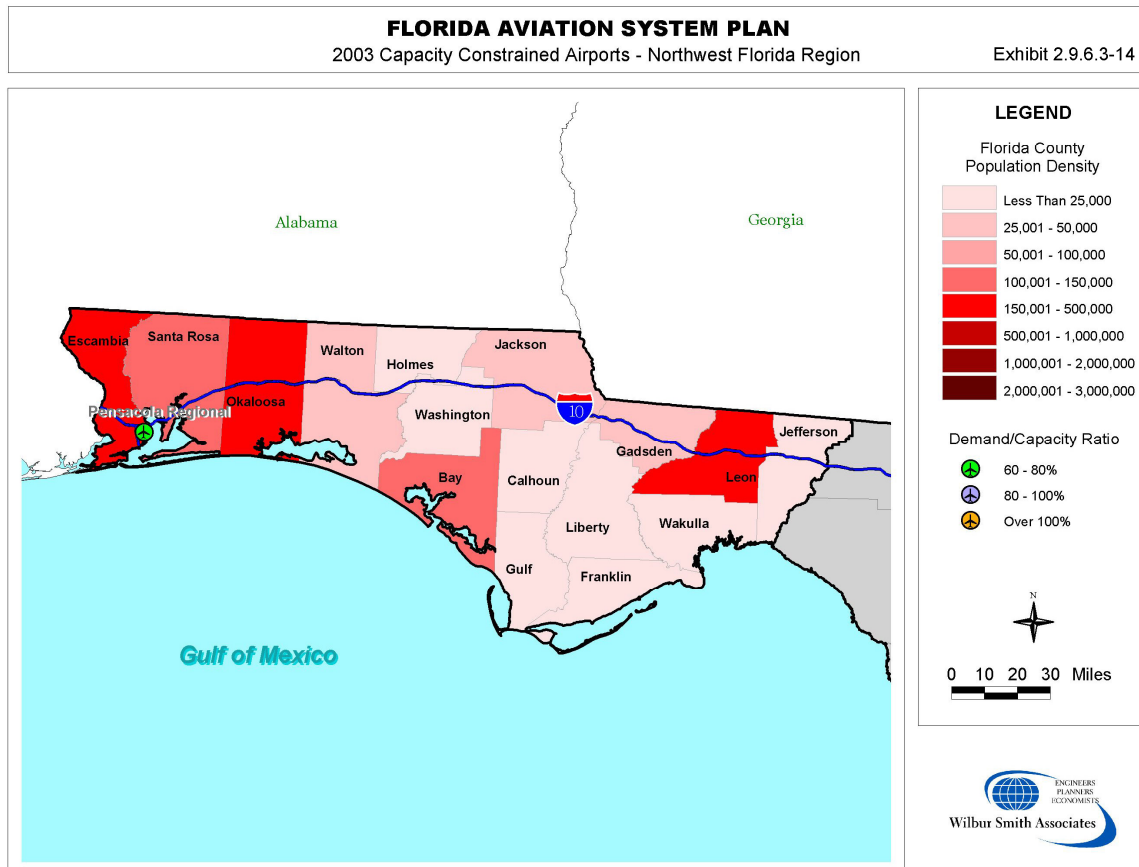 FLORIDA AVIATION SYSTEM PLAN
2003 Capacity Constrained Airports - Northwest Florida Region
Exhibit 2.9.6.3-14
Alabama
Georgia
Escambia
Santa Rosa
Okaloosa
Walton
Holmes
Jackson
Washington
Pensacola Regional
10
Gadsden
Jefferson
Leon
Bay
Calhoun
Liberty
Wakulla
Gulf
Franklin
Gulf of Mexico
LEGEND
Florida County
Population Density
Less Than 25,000
25,001 - 50,000
50,001 - 100,000
100,001 - 150,000
150,001 - 500,000
500,001 - 1,000,000
1,000,001 - 2,000,000
2,000,001 - 3,000,000
Demand/Capacity Ratio
60 - 80%
80 - 100%
Over 100%
N
0 10 20 30 Miles
ENGINEERS
PLANNERS
ECONOMISTS
Wilbur Smith Associates